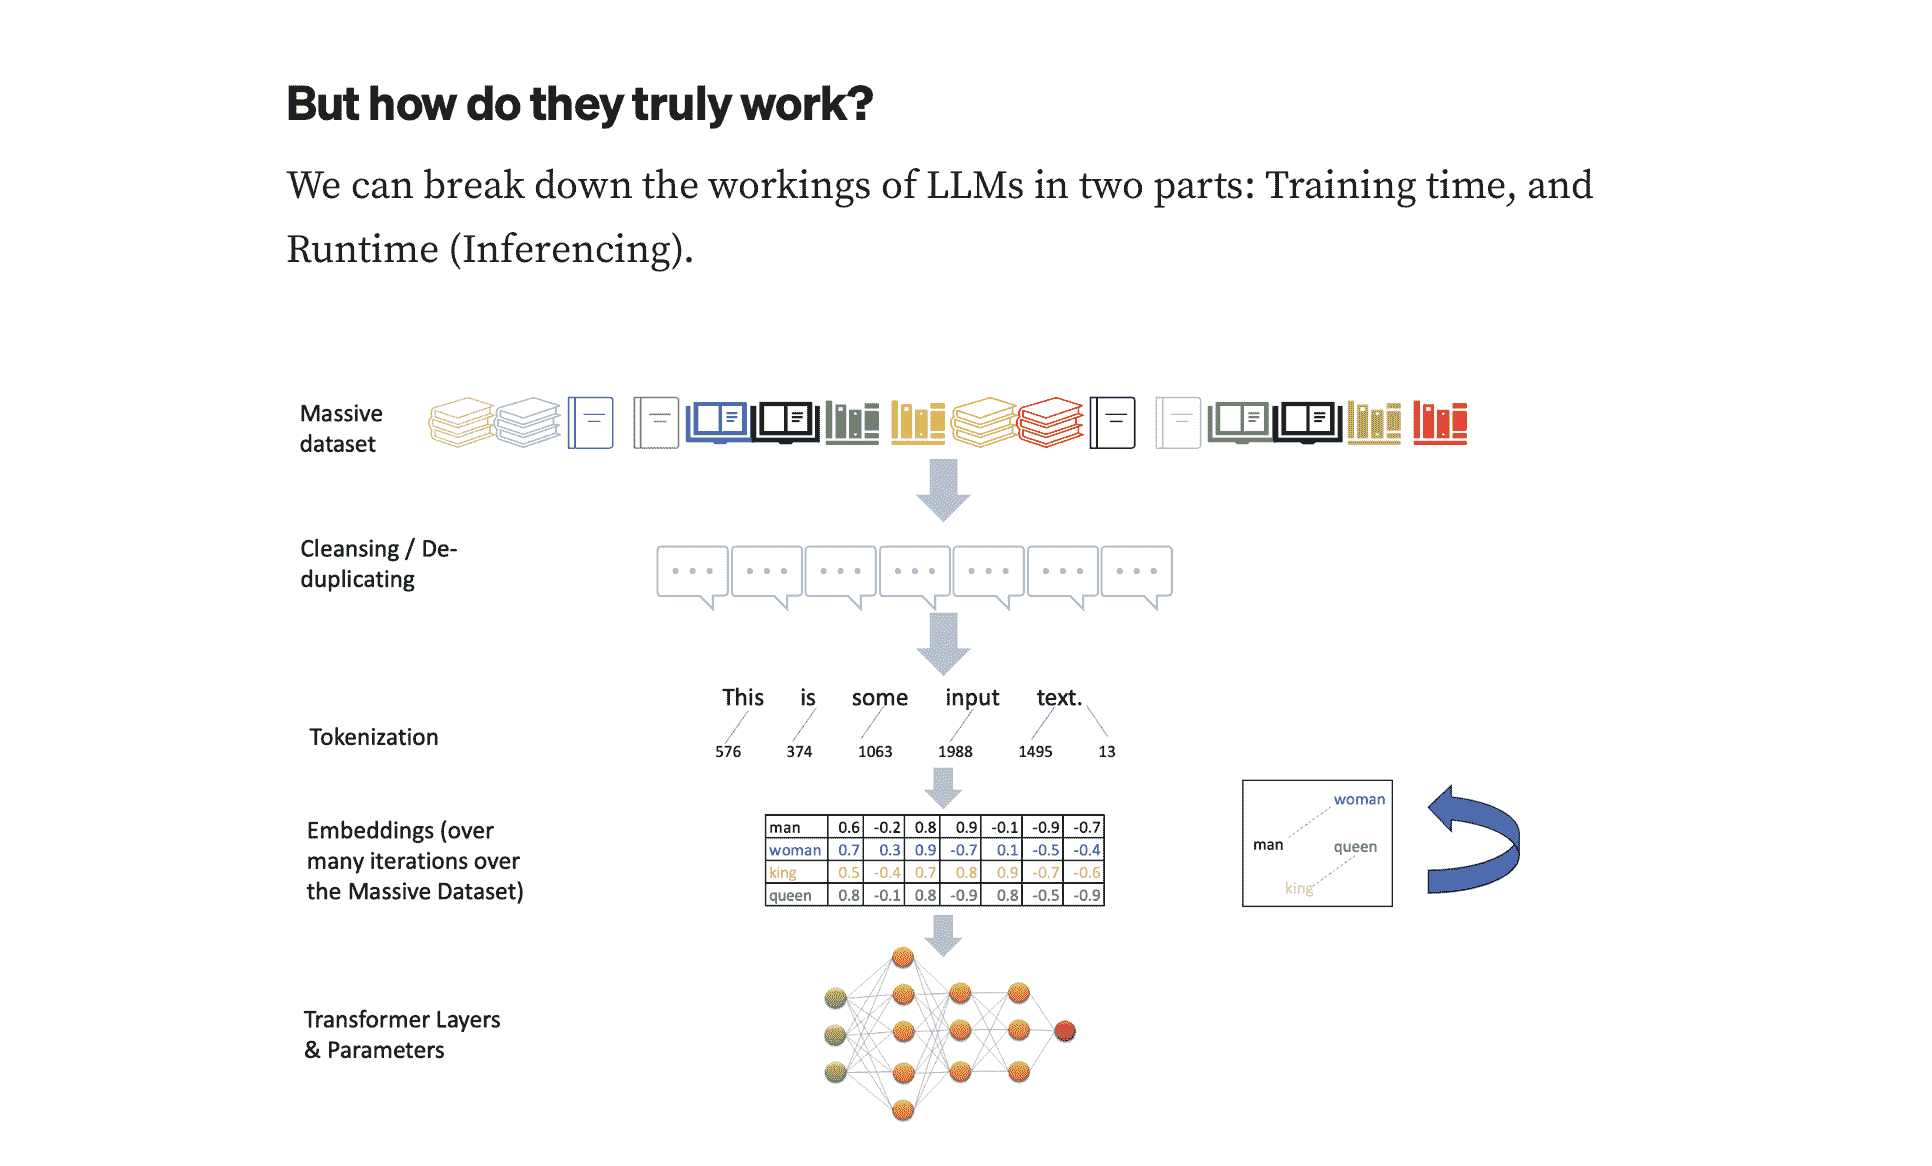 But how do they truly work?
We can break down the workings of LLMs in two parts: Training time, and
Runtime (Inferencing).
Massive
dataset
Cleansing / De-
duplicating
This is some input text.
Tokenization
576 374 1063 1988 1495 13
Embeddings (over
many iterations over
the Massive Dataset)
man 0.6 -0.2 0.8 0.9 -0.1 -0.9 -0.7
woman 0.7 0.3 0.9 -0.7 0.1 -0.5 -0.4
king 0.5 -0.4 0.7 0.8 0.9 -0.7 -0.6
queen 0.8 -0.1 0.8 -0.9 0.8 -0.5 -0.9
woman
man
queen
king
Transformer Layers
& Parameters